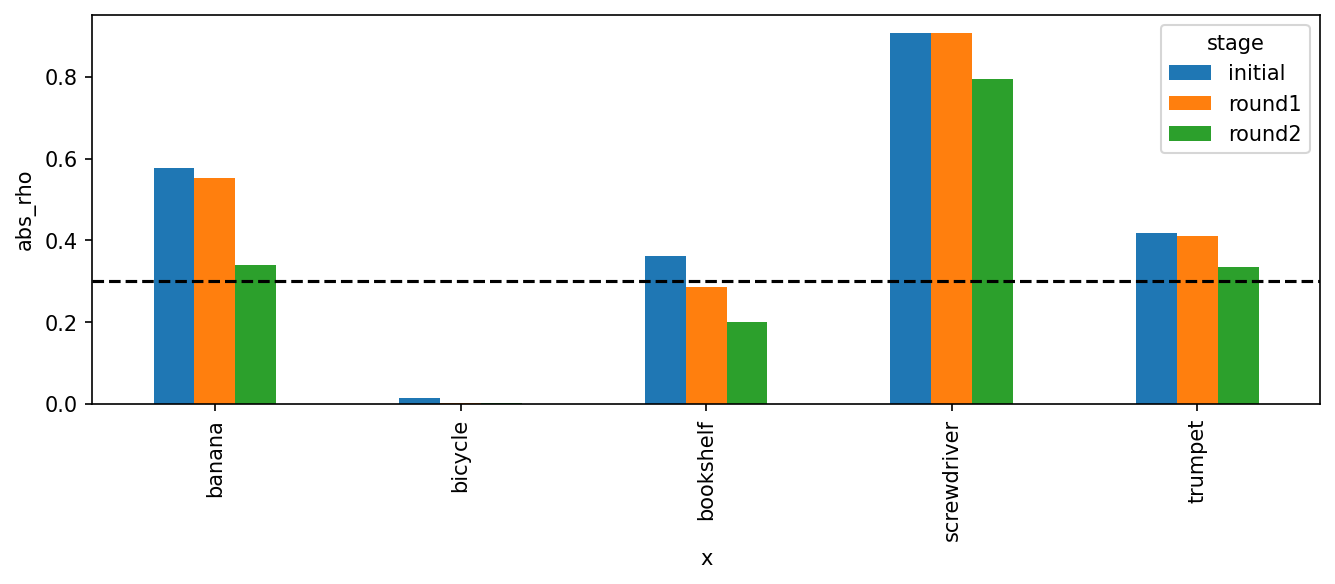 stage
initial
round1
round2
abs_rho
0.8
0.6
0.4
0.2
0.0
banana
bicycle
bookshelf
screwdriver
trumpet
x